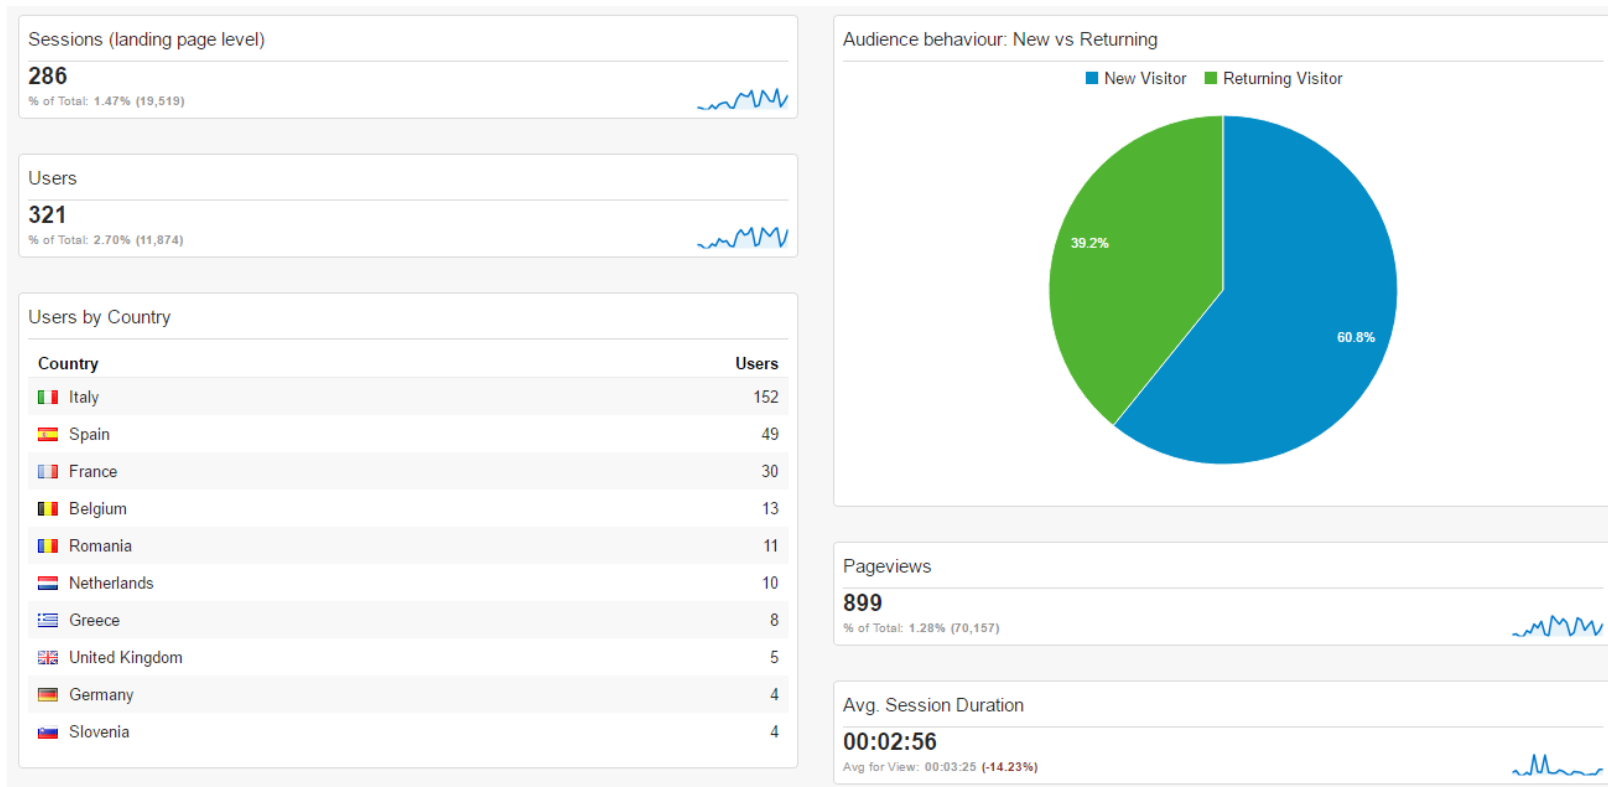 Sessions (landing page level)
286
% of Total: 1.47% (19,519)
Users
321
% of Total: 2.70% (11,874)
Users by Country
Country Users
Italy 152
Spain 49
France 30
Belgium 13
Romania 11
Netherlands 10
Greece 8
United Kingdom 5
Germany 4
Slovenia 4
Audience behaviour: New vs Returning
New Visitor Returning Visitor
39.2%
60.8%
Pageviews
899
% of Total: 1.28% (70,157)
Avg. Session Duration
00:02:56
Avg for View: 00:03:25 (-14.23%)